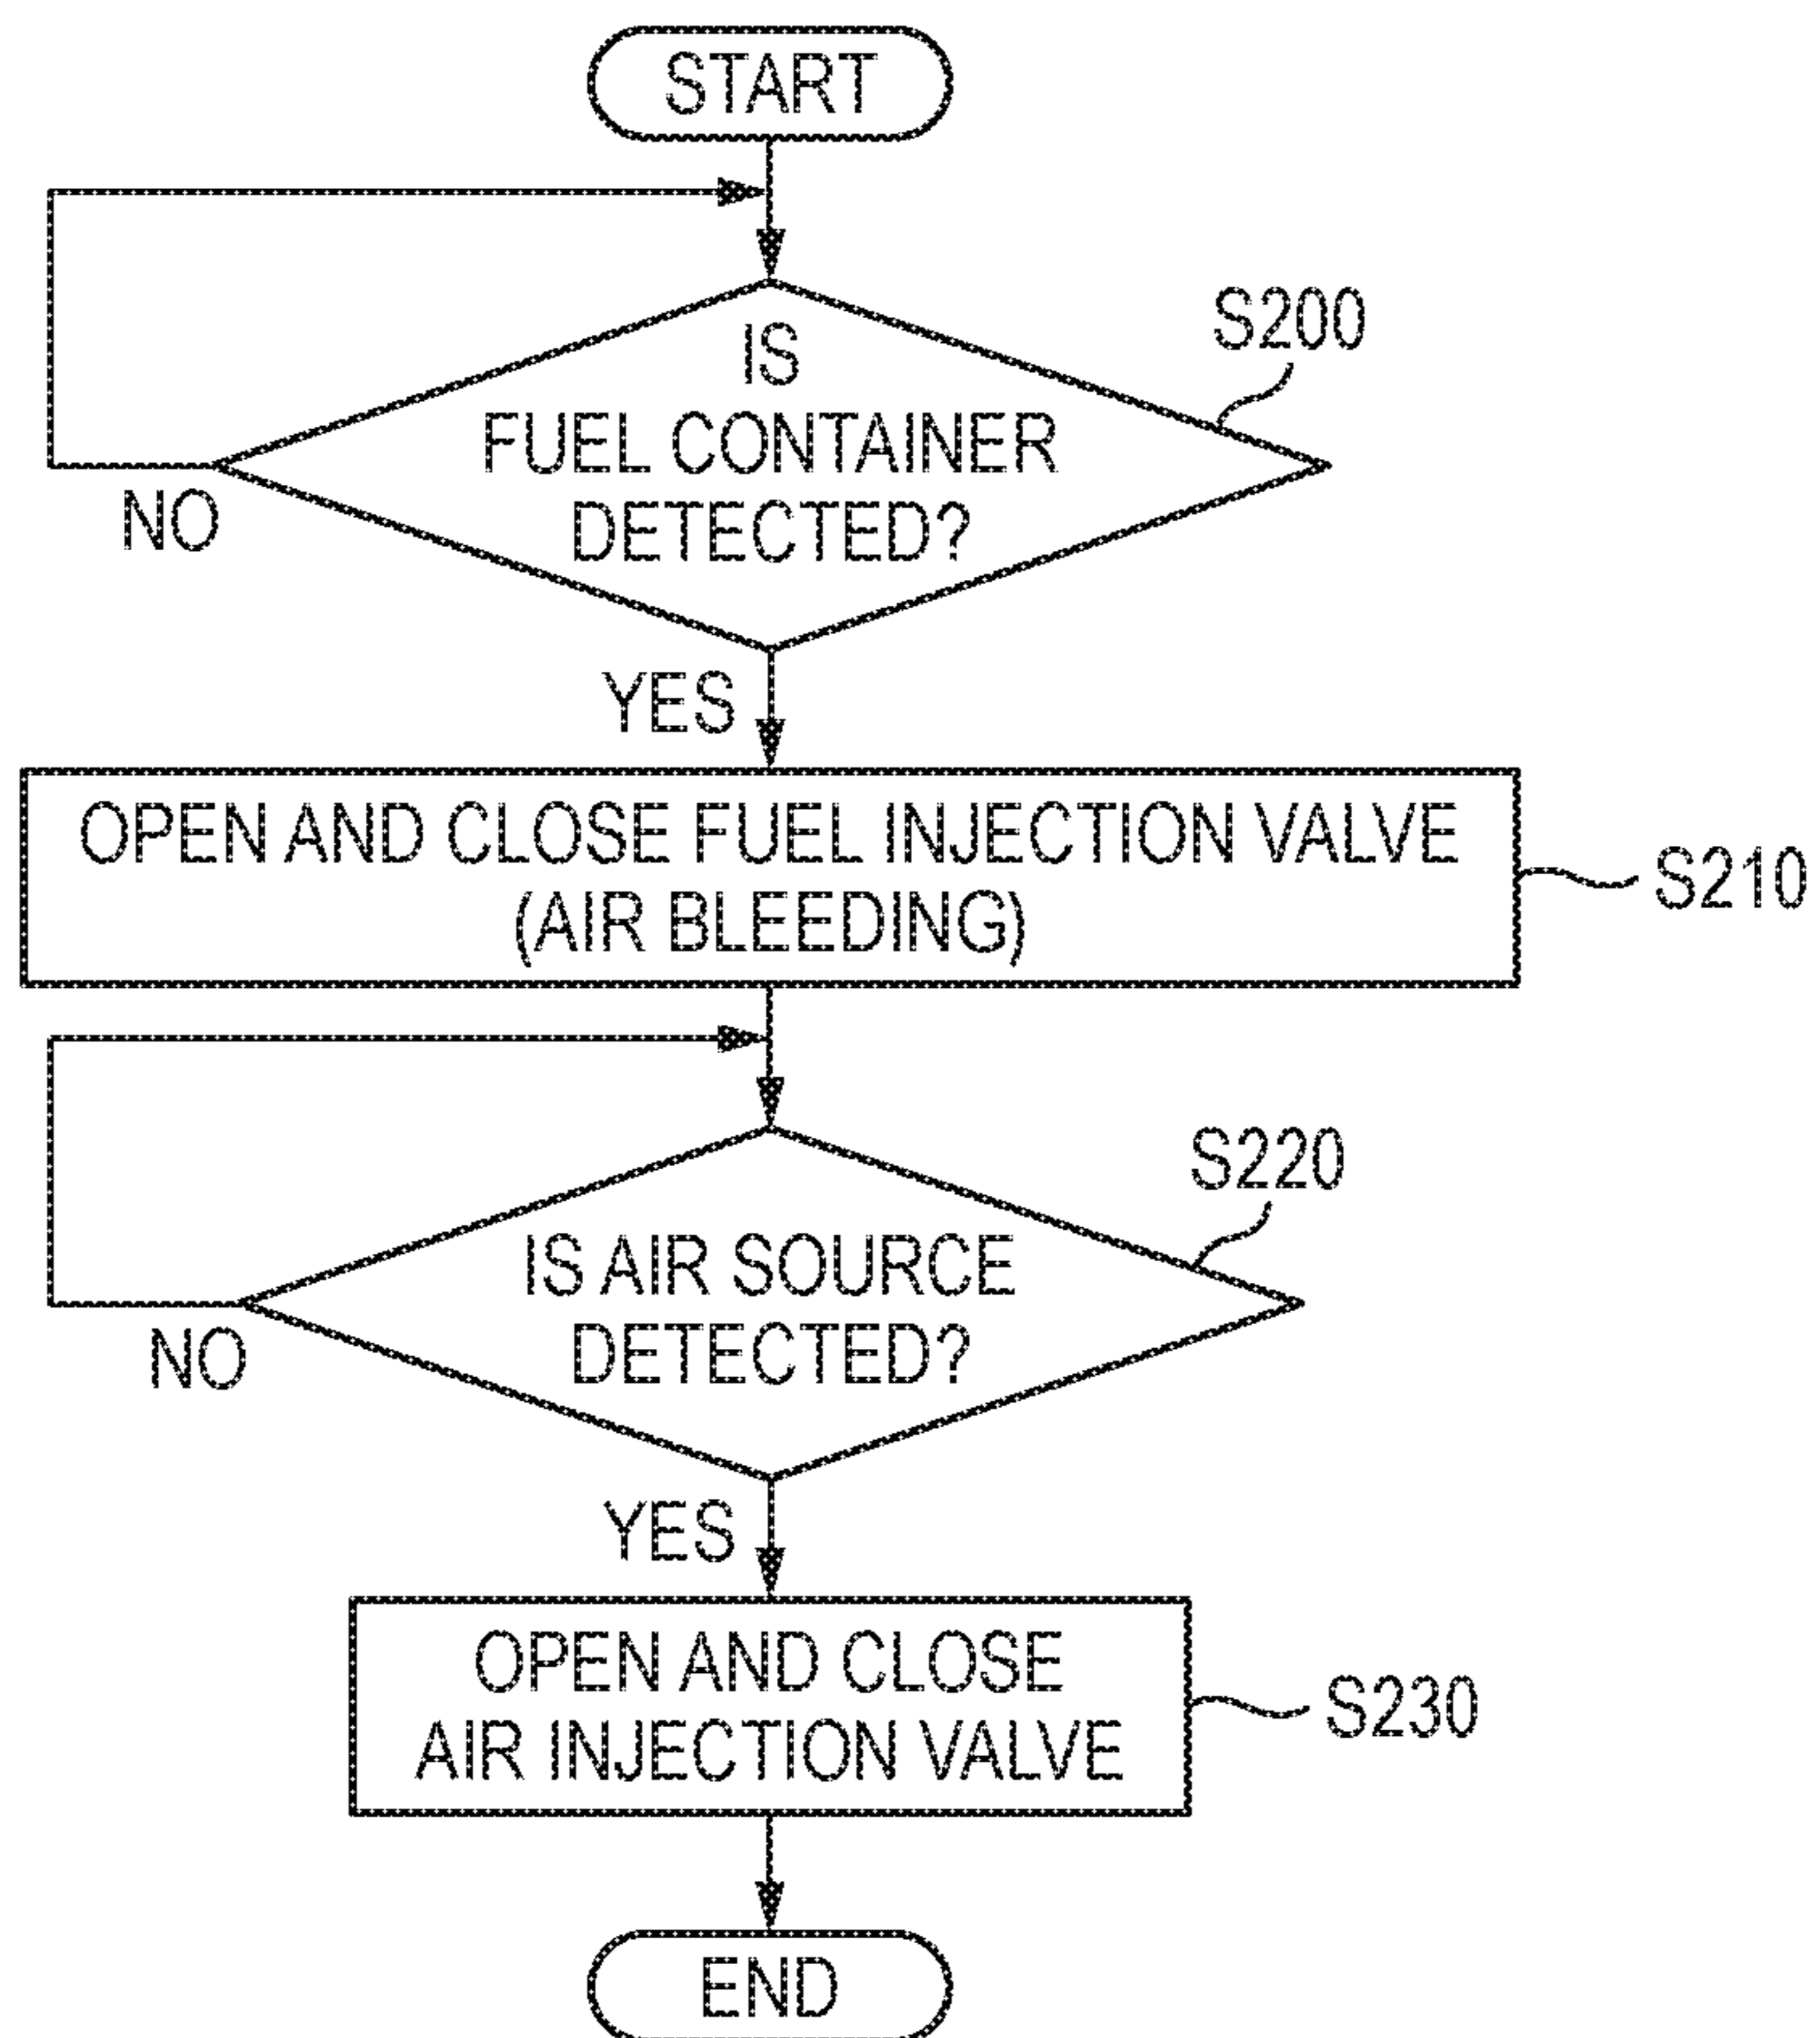 START
IS
FUEL CONTAINER
DETECTED?
S200
NO
YES
OPEN AND CLOSE FUEL INJECTION VALVE
(AIR BLEEDING)
S210
IS AIR SOURCE
DETECTED?
S220
NO
YES
OPEN AND CLOSE
AIR INJECTION VALVE
S230
END